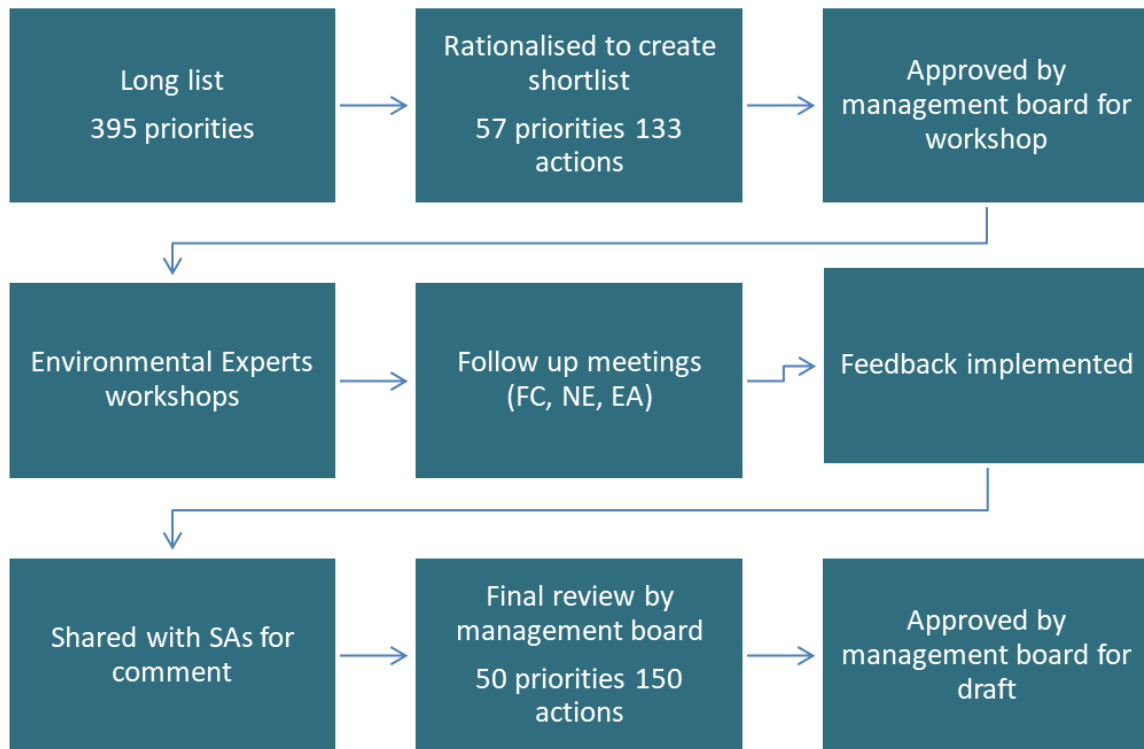 Long list
395 priorities
Rationalised to create
shortlist
57 priorities 133
actions
Approved by
management board for
workshop
Environmental Experts
workshops
Follow up meetings
(FC, NE, EA)
Feedback implemented
Shared with SAs for
comment
Final review by
management board
50 priorities 150
actions
Approved by
management board for
draft